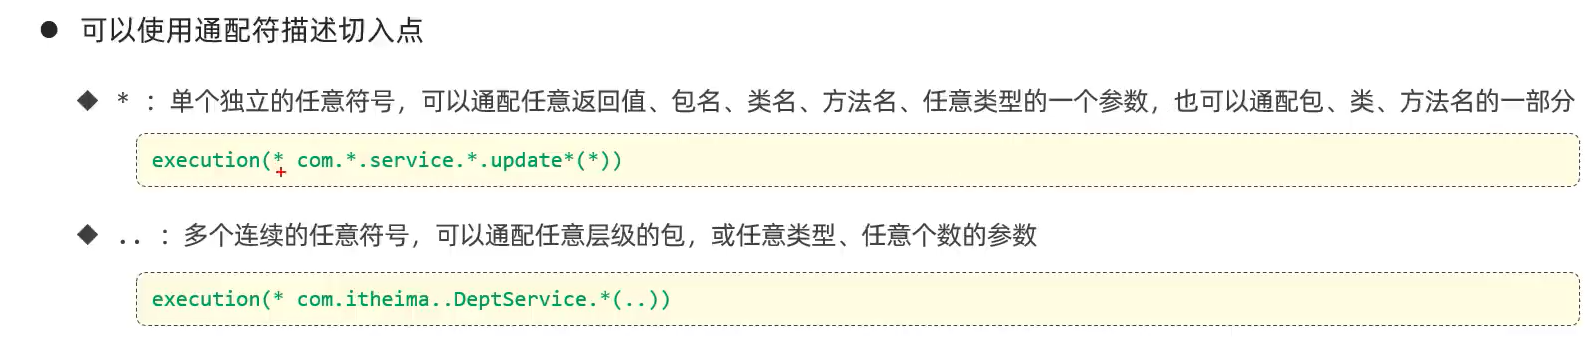 ● 可以使用通配符描述切入点
◆ * ：单个独立的任意符号，可以通配任意返回值、包名、类名、方法名、任意类型的一个参数，也可以通配包、类、方法名的一部分
execution(* com.*.service.*.update*(*))
◆ .. ：多个连续的任意符号，可以通配任意层级的包，或任意类型、任意个数的参数
execution(* com.itheima..DeptService.*(..))